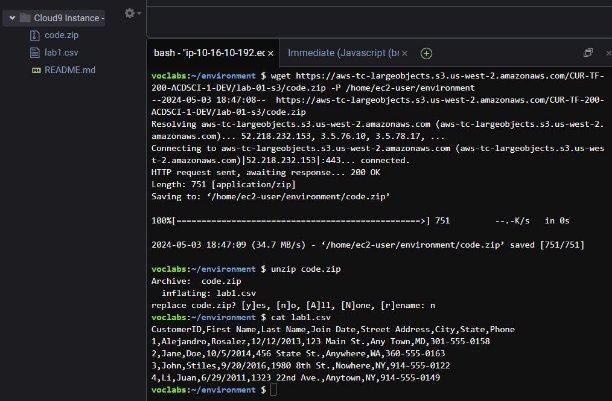 Cloud9 Instance -
code.zip
lab1.csv
README.md
bash - "ip-10-16-10-192.ec
Immediate (Javascript (br
voclabs:~/environment $ wget https://aws-tc-largeobjects.s3.us-west-2.amazonaws.com/CUR-TF-
200-ACDSCI-1-DEV/lab-01-s3/code.zip -P /home/ec2-user/environment
--2024-05-03 18:47:08--  https://aws-tc-largeobjects.s3.us-west-2.amazonaws.com/CUR-TF-200-
ACDSCI-1-DEV/lab-01-s3/code.zip
Resolving aws-tc-largeobjects.s3.us-west-2.amazonaws.com (aws-tc-largeobjects.s3.us-west-2.
amazonaws.com)... 52.218.232.153, 3.5.76.10, 3.5.78.17, ...
Connecting to aws-tc-largeobjects.s3.us-west-2.amazonaws.com (aws-tc-largeobjects.s3.us-wes
t-2.amazonaws.com)|52.218.232.153|:443... connected.
HTTP request sent, awaiting response... 200 OK
Length: 751 [application/zip]
Saving to: ‘/home/ec2-user/environment/code.zip’
100%[================================================>] 751 --.-K/s in 0s
2024-05-03 18:47:09 (34.7 MB/s) - ‘/home/ec2-user/environment/code.zip’ saved [751/751]
voclabs:~/environment $ unzip code.zip
Archive:  code.zip
  inflating: lab1.csv
replace code.zip? [y]es, [n]o, [A]ll, [N]one, [r]ename: n
voclabs:~/environment $ cat lab1.csv
CustomerID,First Name,Last Name,Join Date,Street Address,City,State,Phone
1,Alejandro,Rosalez,12/12/2013,123 Main St.,Any Town,MD,301-555-0158
2,Jane,Doe,10/5/2014,456 State St.,Anywhere,WA,360-555-0163
3,John,Stiles,9/20/2016,1980 8th St.,Nowhere,NY,914-555-0122
4,Li,Juan,6/29/2011,1323 22nd Ave.,Anytown,NY,914-555-0149
voclabs:~/environment $